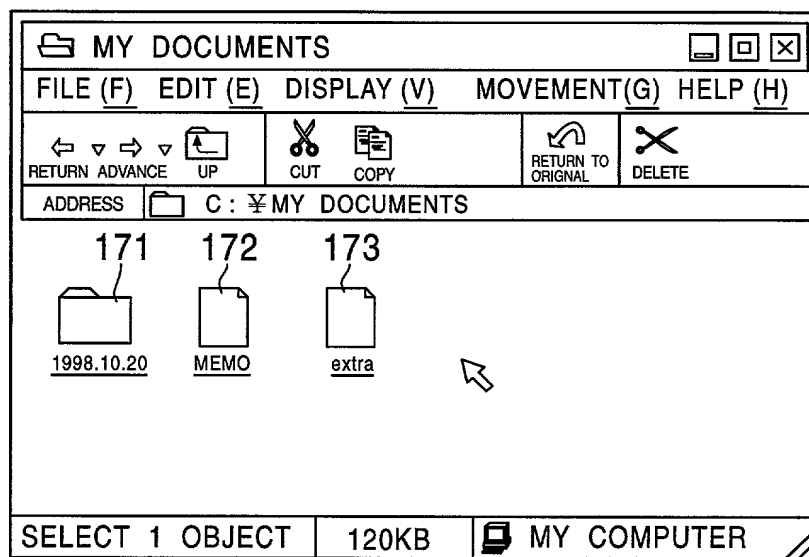 MY DOCUMENTS
FILE (F) EDIT (E) DISPLAY (V) MOVEMENT(G) HELP (H)
RETURN ADVANCE UP CUT COPY RETURN TO ORIGNAL DELETE
ADDRESS C : ¥MY DOCUMENTS
171 172 173
1998.10.20 MEMO extra
SELECT 1 OBJECT 120KB MY COMPUTER